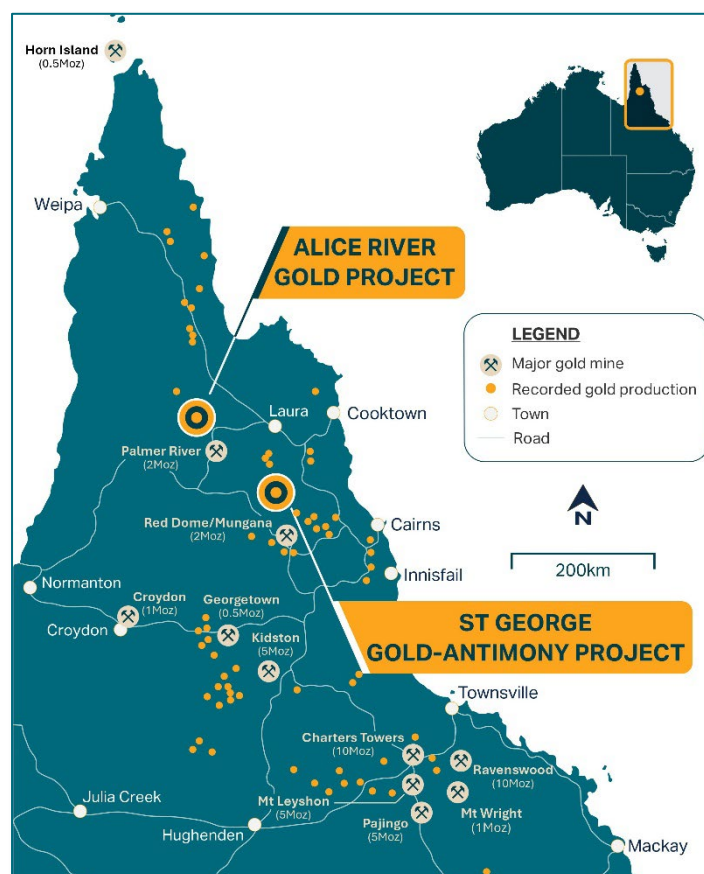 Horn Island
(0.5Moz)
Weipa
ALICE RIVER
GOLD PROJECT
LEGEND
Major gold mine
Recorded gold production
Town
Road
Laura
Cooktown
Palmer River
(2Moz)
N
Red Dome/Mungana
(2Moz)
Cairns
200km
Innisfail
Normanton
Croydon
(1Moz)
Georgetown
(0.5Moz)
Croydon
Kidston
(5Moz)
ST GEORGE
GOLD-ANTIMONY PROJECT
Townsville
Charters Towers
(10Moz)
Ravenswood
(10Moz)
Mt Leyshon
(5Moz)
Mt Wright
(1Moz)
Pajingo
(5Moz)
Julia Creek
Hughenden
Mackay